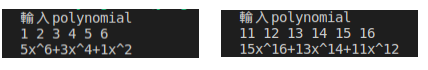 輸入polynomial
1 2 3 4 5 6
5x^6+3x^4+1x^2
輸入polynomial
11 12 13 14 15 16
15x^16+13x^14+11x^12